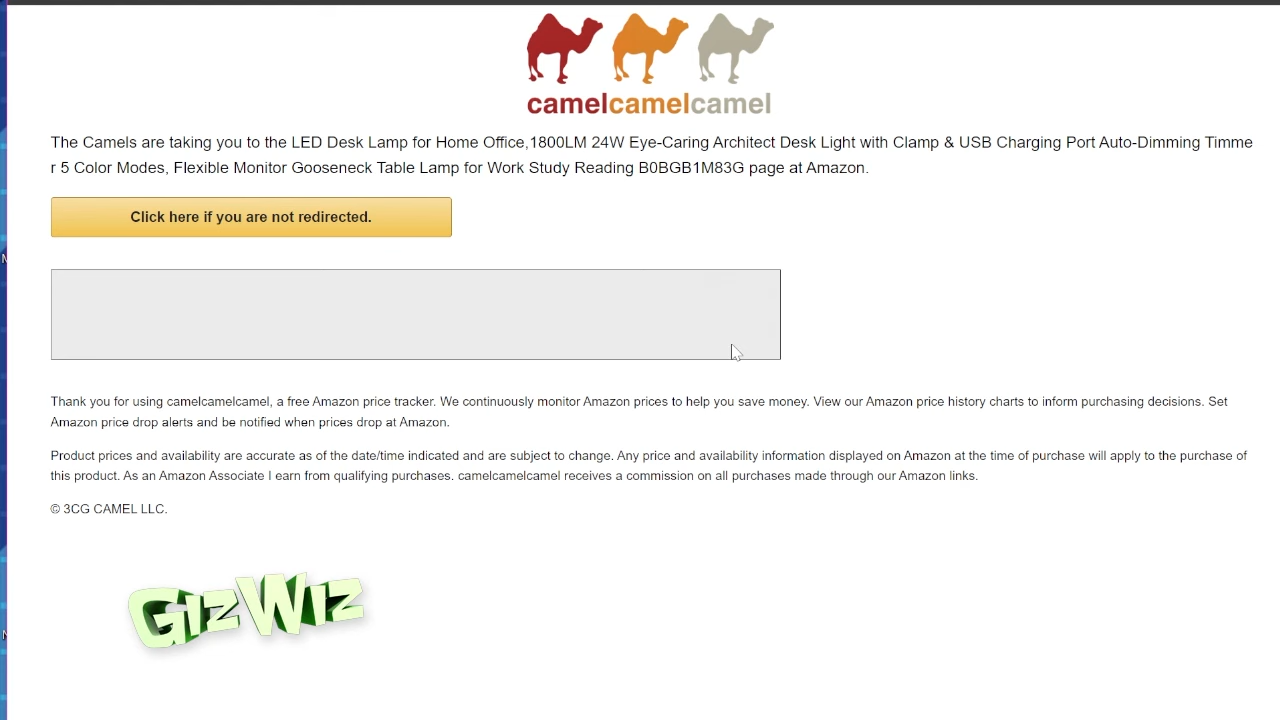 camelcamelcamel
The Camels are taking you to the LED Desk Lamp for Home Office,1800LM 24W Eye-Caring Architect Desk Light with Clamp & USB Charging Port Auto-Dimming Timme
r 5 Color Modes, Flexible Monitor Gooseneck Table Lamp for Work Study Reading B0BGB1M83G page at Amazon.
Click here if you are not redirected.
Thank you for using camelcamelcamel, a free Amazon price tracker. We continuously monitor Amazon prices to help you save money. View our Amazon price history charts to inform purchasing decisions. Set
Amazon price drop alerts and be notified when prices drop at Amazon.
Product prices and availability are accurate as of the date/time indicated and are subject to change. Any price and availability information displayed on Amazon at the time of purchase will apply to the purchase of
this product. As an Amazon Associate I earn from qualifying purchases. camelcamelcamel receives a commission on all purchases made through our Amazon links.
© 3CG CAMEL LLC.
GizWiz